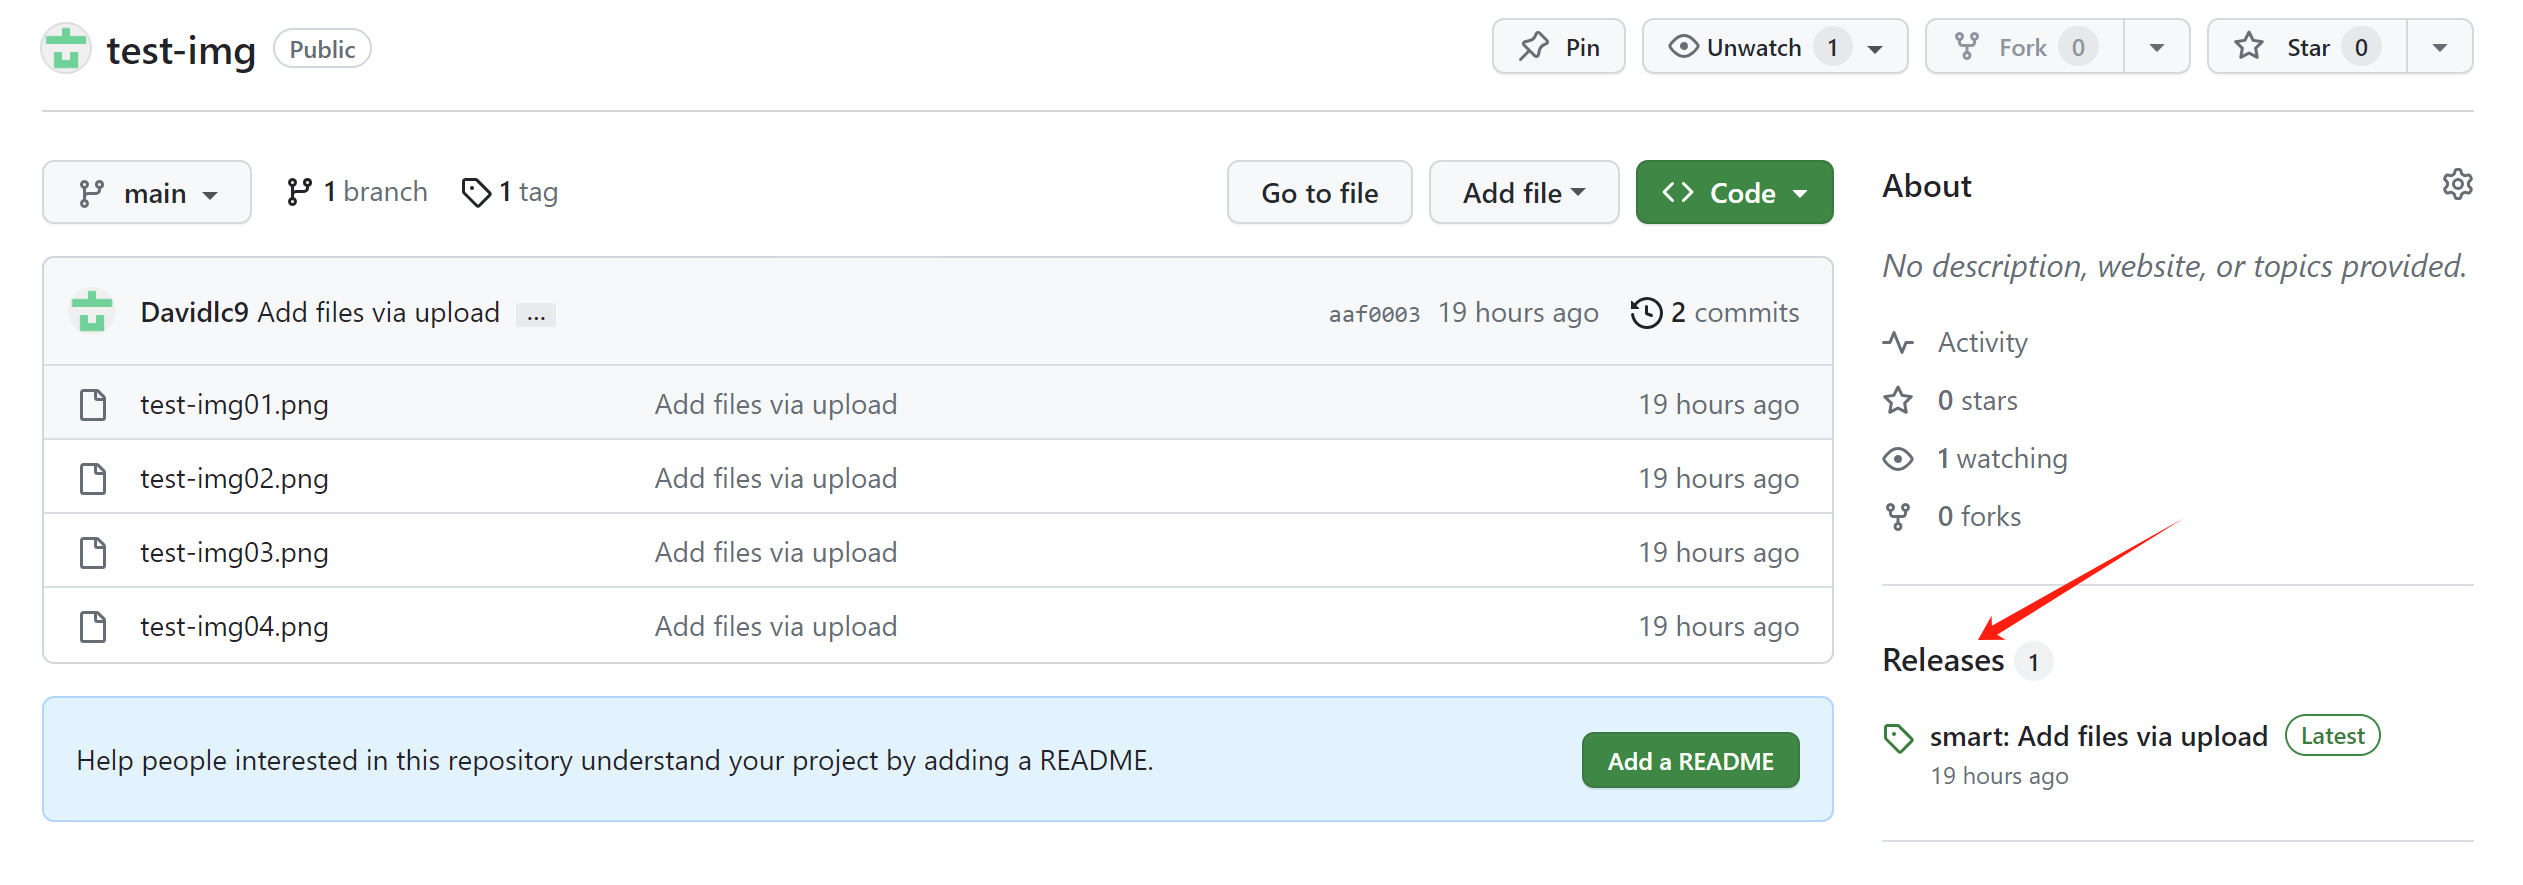 test-img Public Pin Unwatch 1 Fork 0 Star 0
main 1 branch 1 tag Go to file Add file Code
Davidlc9 Add files via upload ... aaf0003 19 hours ago 2 commits
test-img01.png Add files via upload 19 hours ago
test-img02.png Add files via upload 19 hours ago
test-img03.png Add files via upload 19 hours ago
test-img04.png Add files via upload 19 hours ago
Help people interested in this repository understand your project by adding a README. Add a README
About
No description, website, or topics provided.
Activity
0 stars
1 watching
0 forks
Releases 1
smart: Add files via upload Latest
19 hours ago